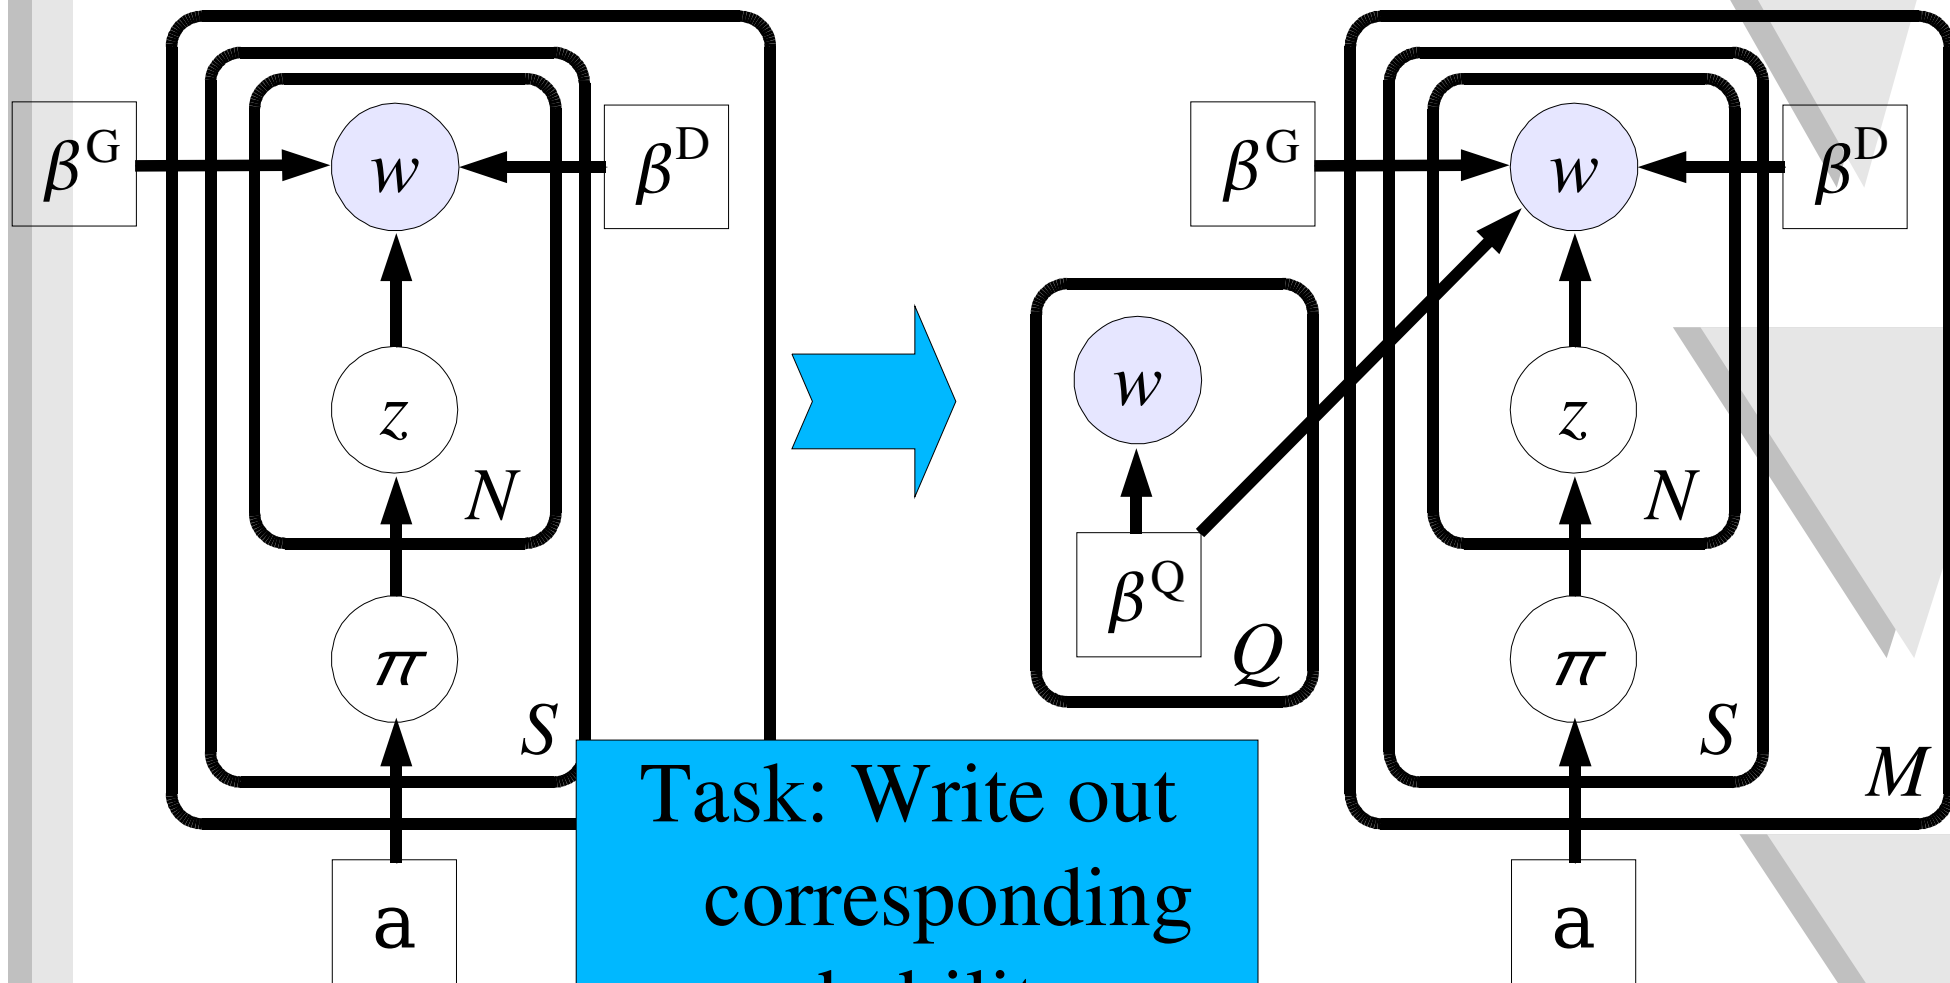 β^G
w
β^D
z
N
π
S
a
w
β^Q
Q
β^G
w
β^D
z
N
π
S
M
a
Task: Write out
corresponding